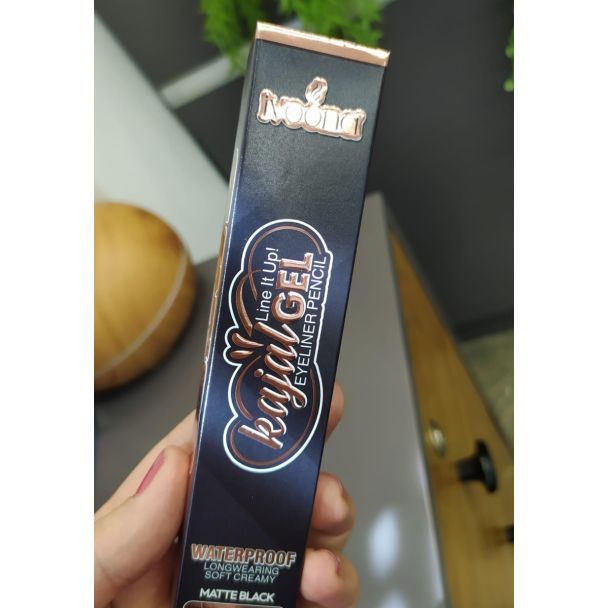 Line It Up!
kajal GEL
EYELINER PENCIL
WATERPROOF
LONGWEARING
SOFT CREAMY
MATTE BLACK